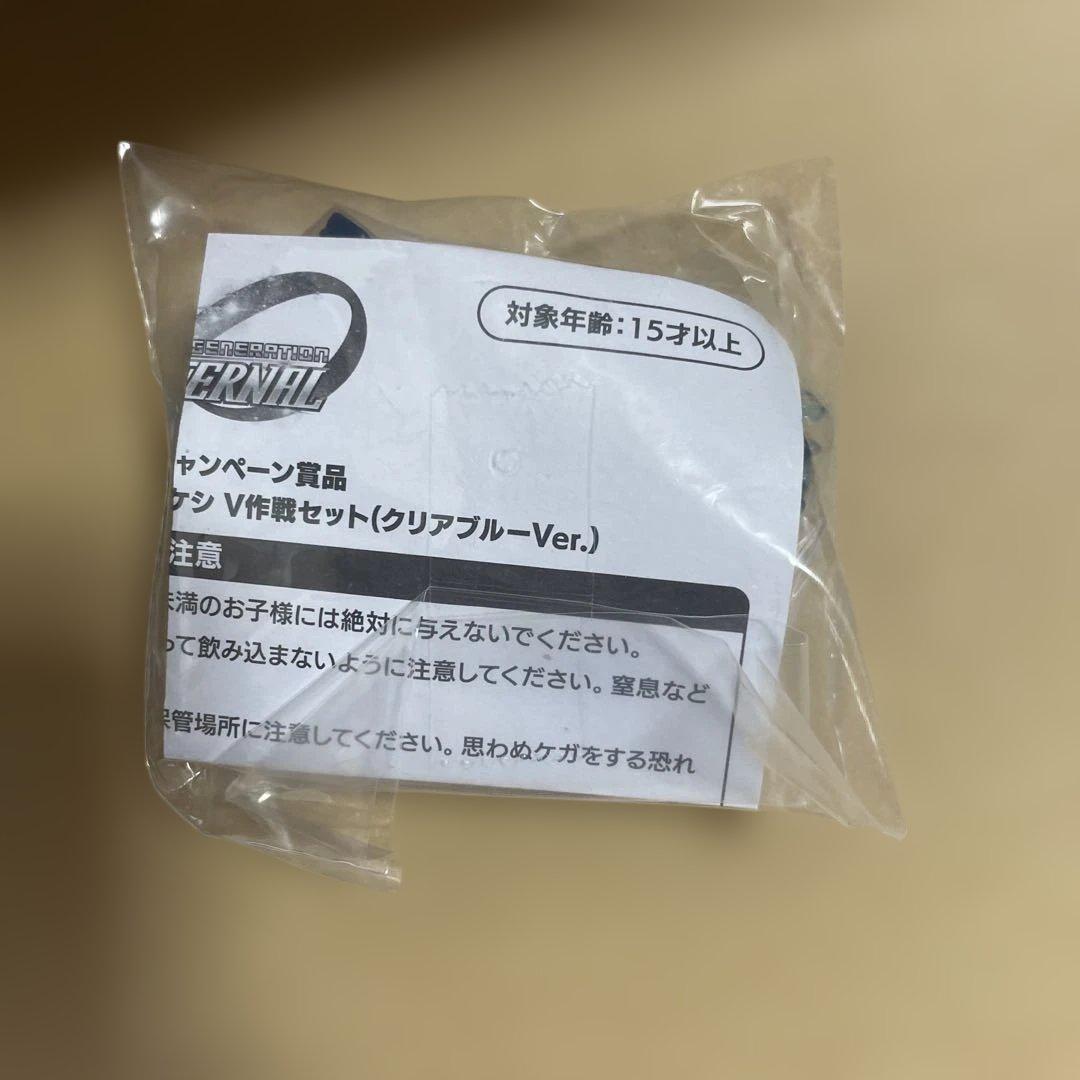 対象年齢：15才以上
GENERATION
TERNAL
ャンペーン賞品
ケシ V作戦セット(クリアブルーVer.)
注意
未満のお子様には絶対に与えないでください。
って飲み込まないように注意してください。窒息など
保管場所に注意してください。思わぬケガをする恐れ